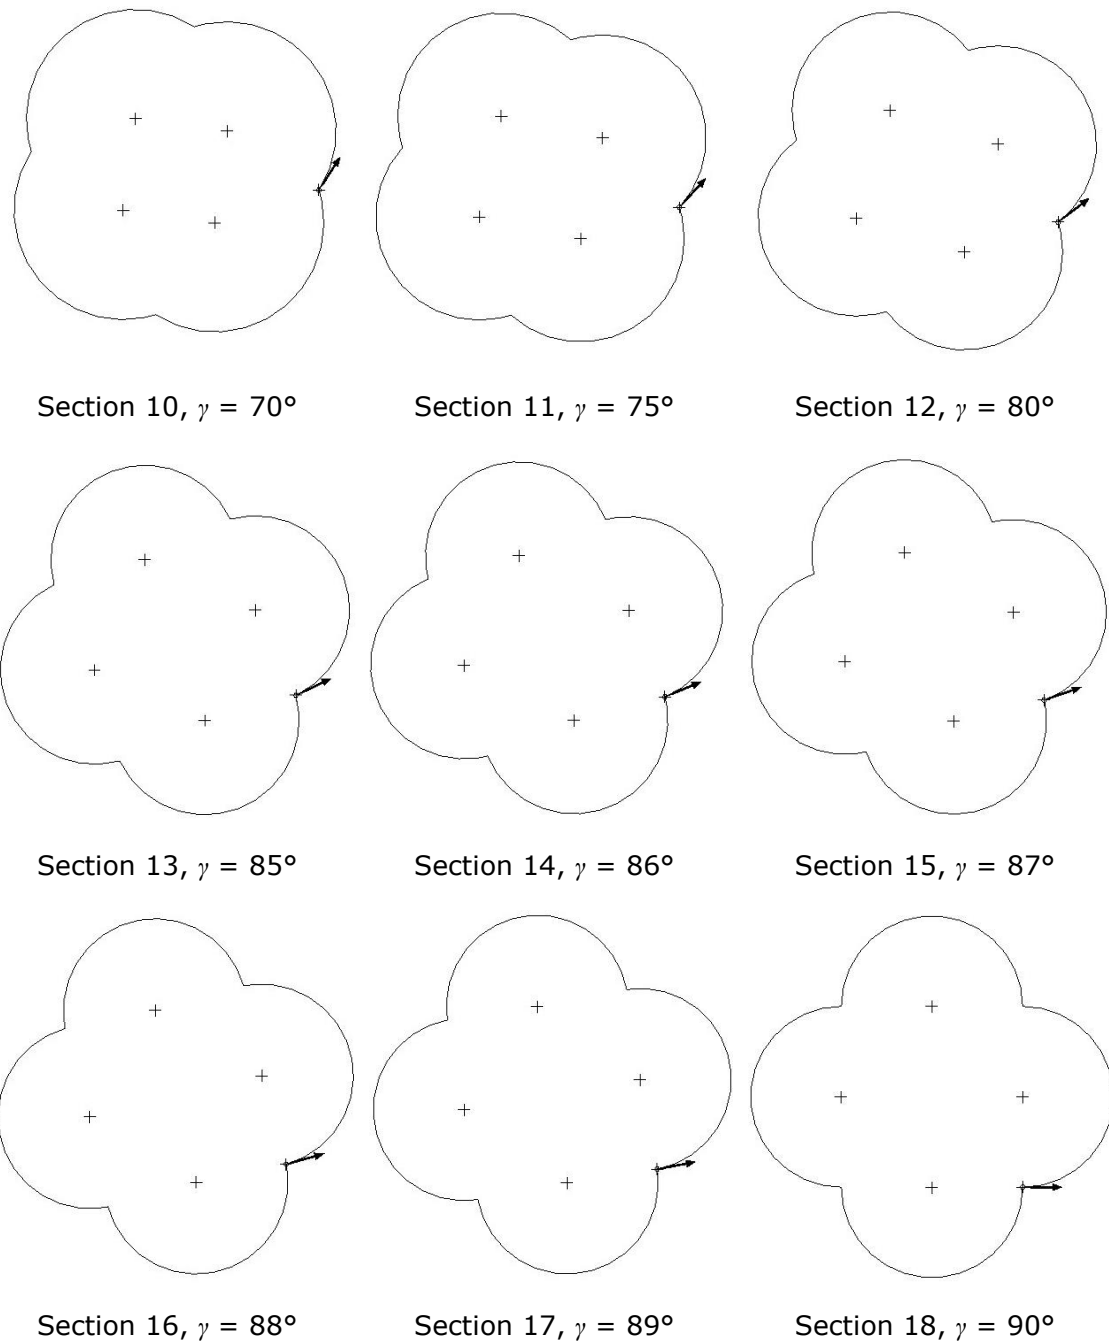 Section 10, γ = 70°
Section 11, γ = 75°
Section 12, γ = 80°
Section 13, γ = 85°
Section 14, γ = 86°
Section 15, γ = 87°
Section 16, γ = 88°
Section 17, γ = 89°
Section 18, γ = 90°